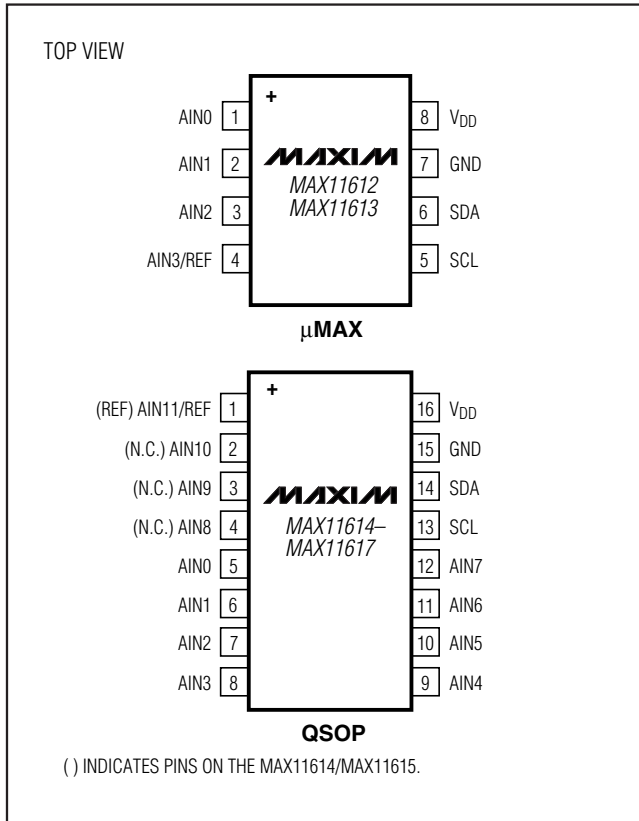 TOP VIEW
+
AIN0 1
AIN1 2
AIN2 3
AIN3/REF 4
MAXIM
MAX11612
MAX11613
8 VDD
7 GND
6 SDA
5 SCL
µMAX
+
(REF) AIN11/REF 1
(N.C.) AIN10 2
(N.C.) AIN9 3
(N.C.) AIN8 4
AIN0 5
AIN1 6
AIN2 7
AIN3 8
MAXIM
MAX11614–
MAX11617
16 VDD
15 GND
14 SDA
13 SCL
12 AIN7
11 AIN6
10 AIN5
9 AIN4
QSOP
( ) INDICATES PINS ON THE MAX11614/MAX11615.